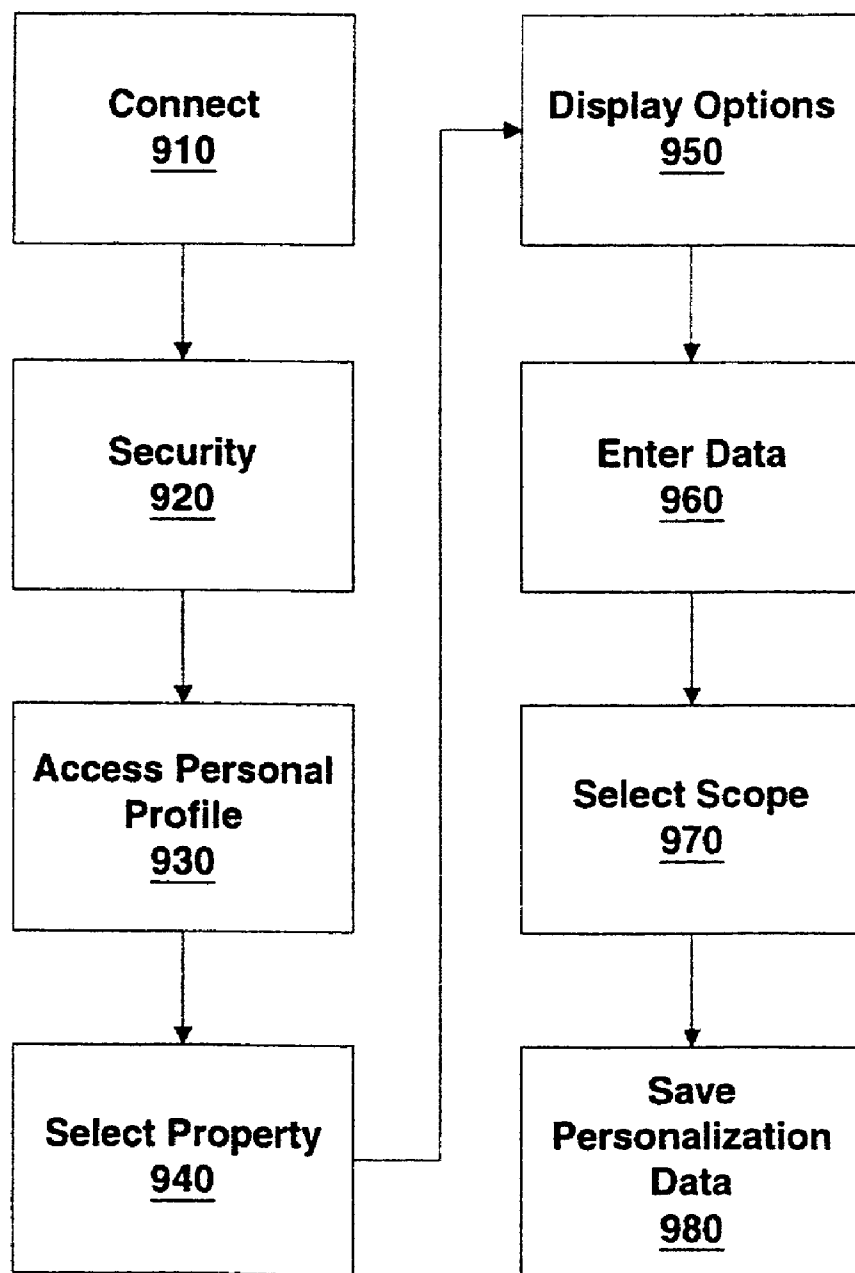 Connect
910
Security
920
Access Personal
Profile
930
Select Property
940
Display Options
950
Enter Data
960
Select Scope
970
Save
Personalization
Data
980